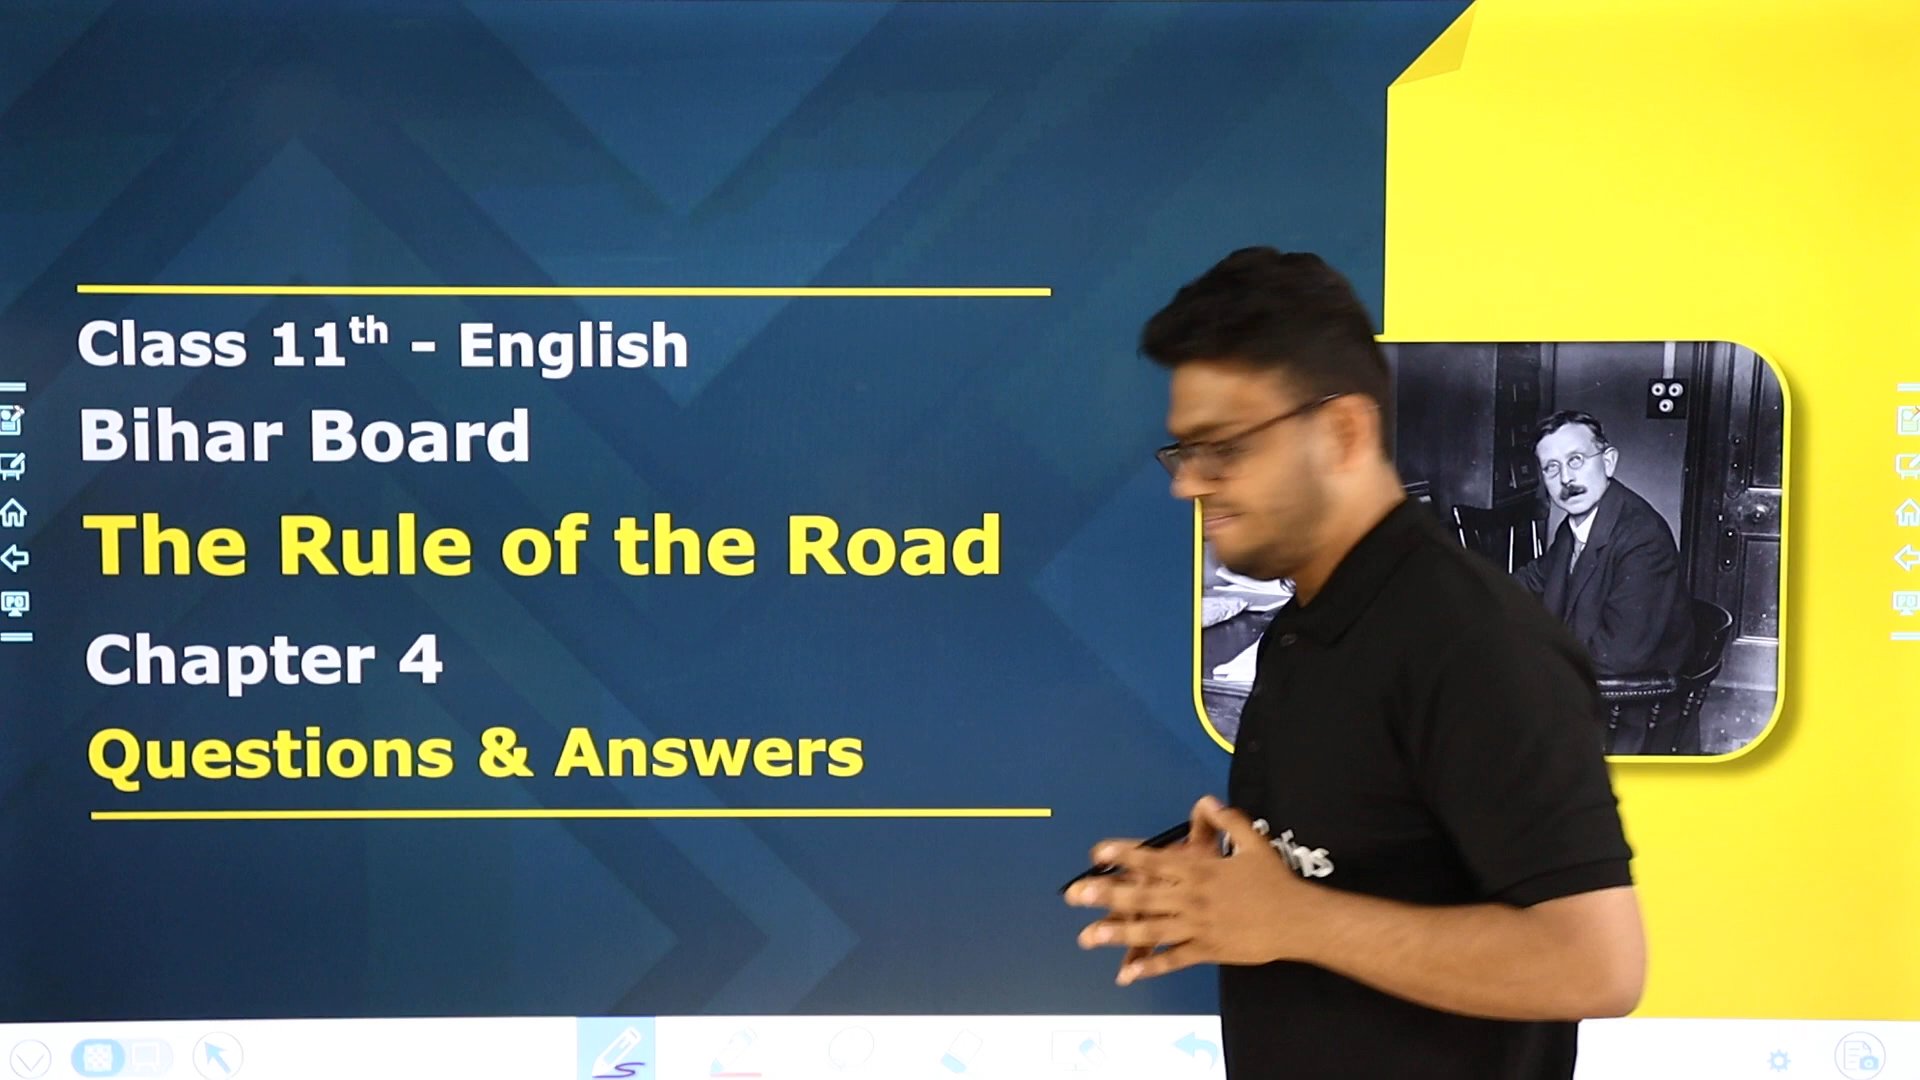 Class 11th - English
Bihar Board
The Rule of the Road
Chapter 4
Questions & Answers